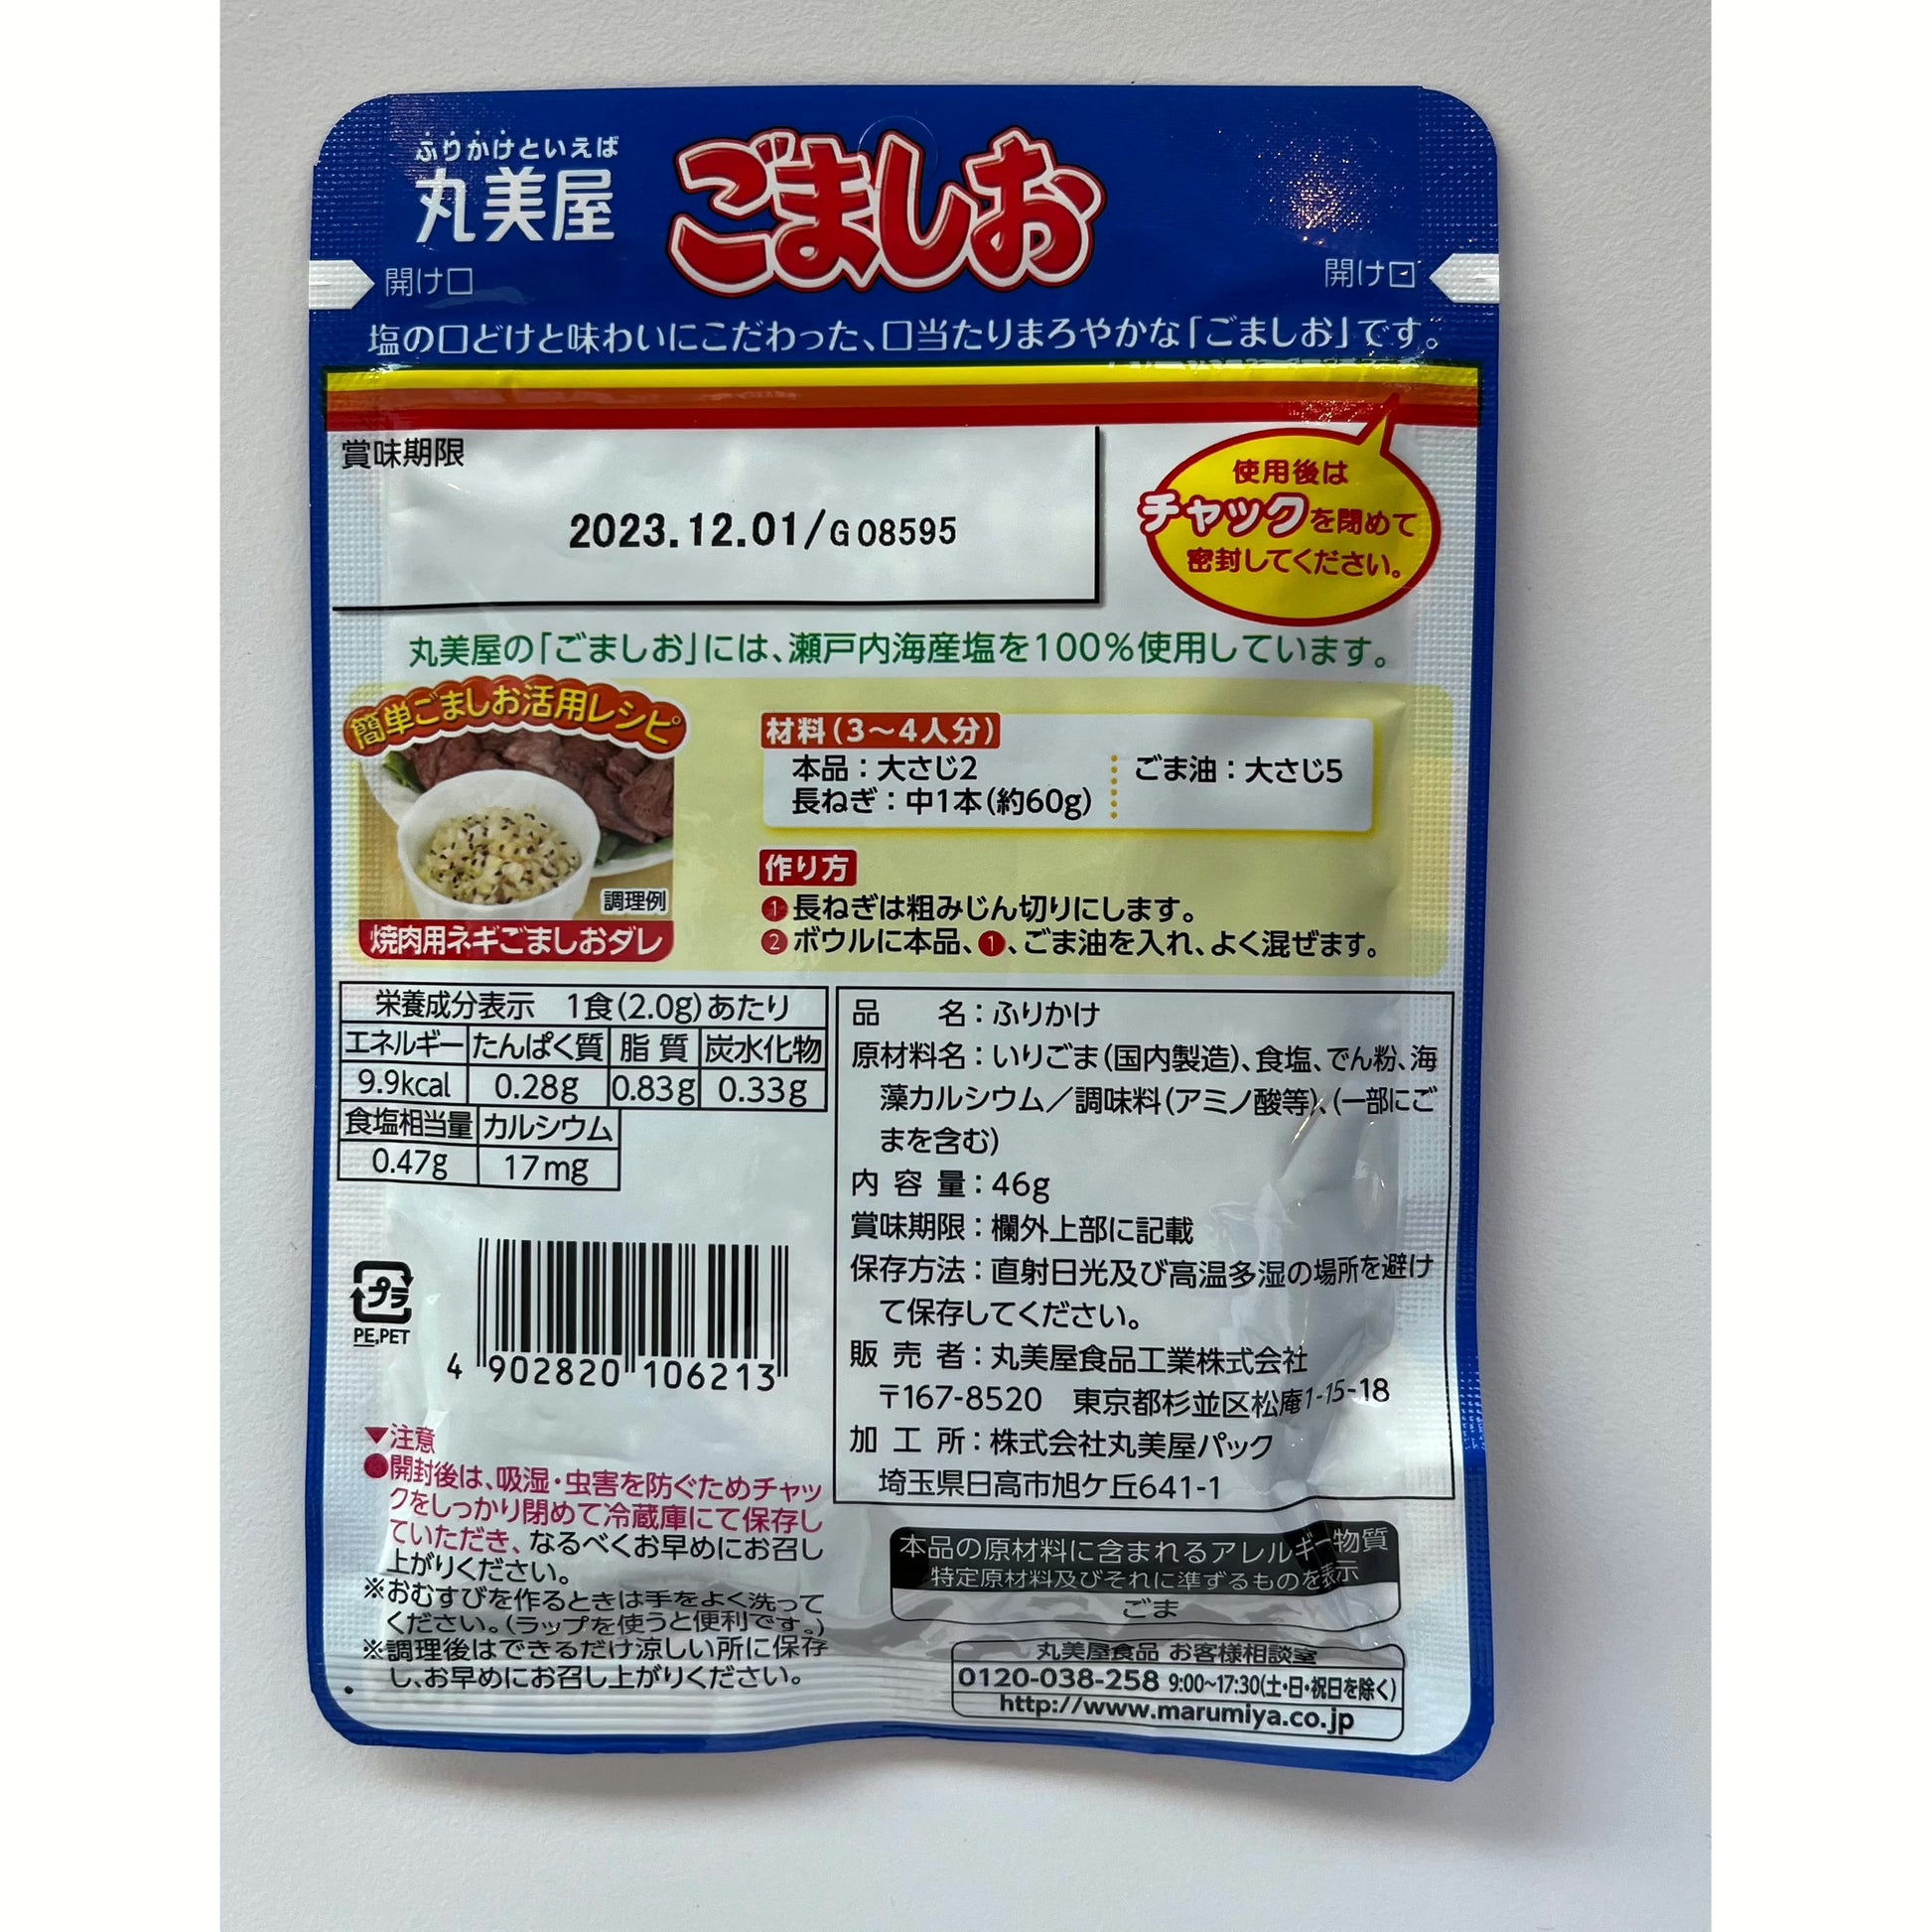 ふりかけといえば
丸美屋
ごましお
開け口
開け口
塩の口どけと味わいにこだわった、口当たりまろやかな「ごましお」です。
賞味期限
2023.12.01/G08595
使用後は
チャックを閉めて
密封してください。
丸美屋の「ごましお」には、瀬戸内海産塩を100%使用しています。
簡単ごましお活用レシピ
調理例
焼肉用ネギごましおダレ
材料(3〜4人分)
本品：大さじ2
長ねぎ：中1本(約60g)
ごま油：大さじ5
作り方
❶長ねぎは粗みじん切りにします。
❷ボウルに本品、❶、ごま油を入れ、よく混ぜます。
栄養成分表示 1食(2.0g)あたり
エネルギー たんぱく質 脂質 炭水化物
9.9kcal 0.28g 0.83g 0.33g
食塩相当量 カルシウム
0.47g 17mg
プラ
PE,PET
4 902820 106213
▼注意
●開封後は、吸湿・虫害を防ぐためチャッ
クをしっかり閉めて冷蔵庫にて保存し
ていただき、なるべくお早めにお召し
上がりください。
※おむすびを作るときは手をよく洗って
ください。(ラップを使うと便利です。)
※調理後はできるだけ涼しい所に保存
し、お早めにお召し上がりください。
品名：ふりかけ
原材料名：いりごま(国内製造)、食塩、でん粉、海
藻カルシウム／調味料(アミノ酸等)、(一部にご
まを含む)
内容量：46g
賞味期限：欄外上部に記載
保存方法：直射日光及び高温多湿の場所を避け
て保存してください。
販売者：丸美屋食品工業株式会社
〒167-8520 東京都杉並区松庵1-15-18
加工所：株式会社丸美屋パック
埼玉県日高市旭ケ丘641-1
本品の原材料に含まれるアレルギー物質
特定原材料及びそれに準ずるものを表示
ごま
丸美屋食品 お客様相談室
0120-038-258 9:00~17:30(土・日・祝日を除く)
http://www.marumiya.co.jp